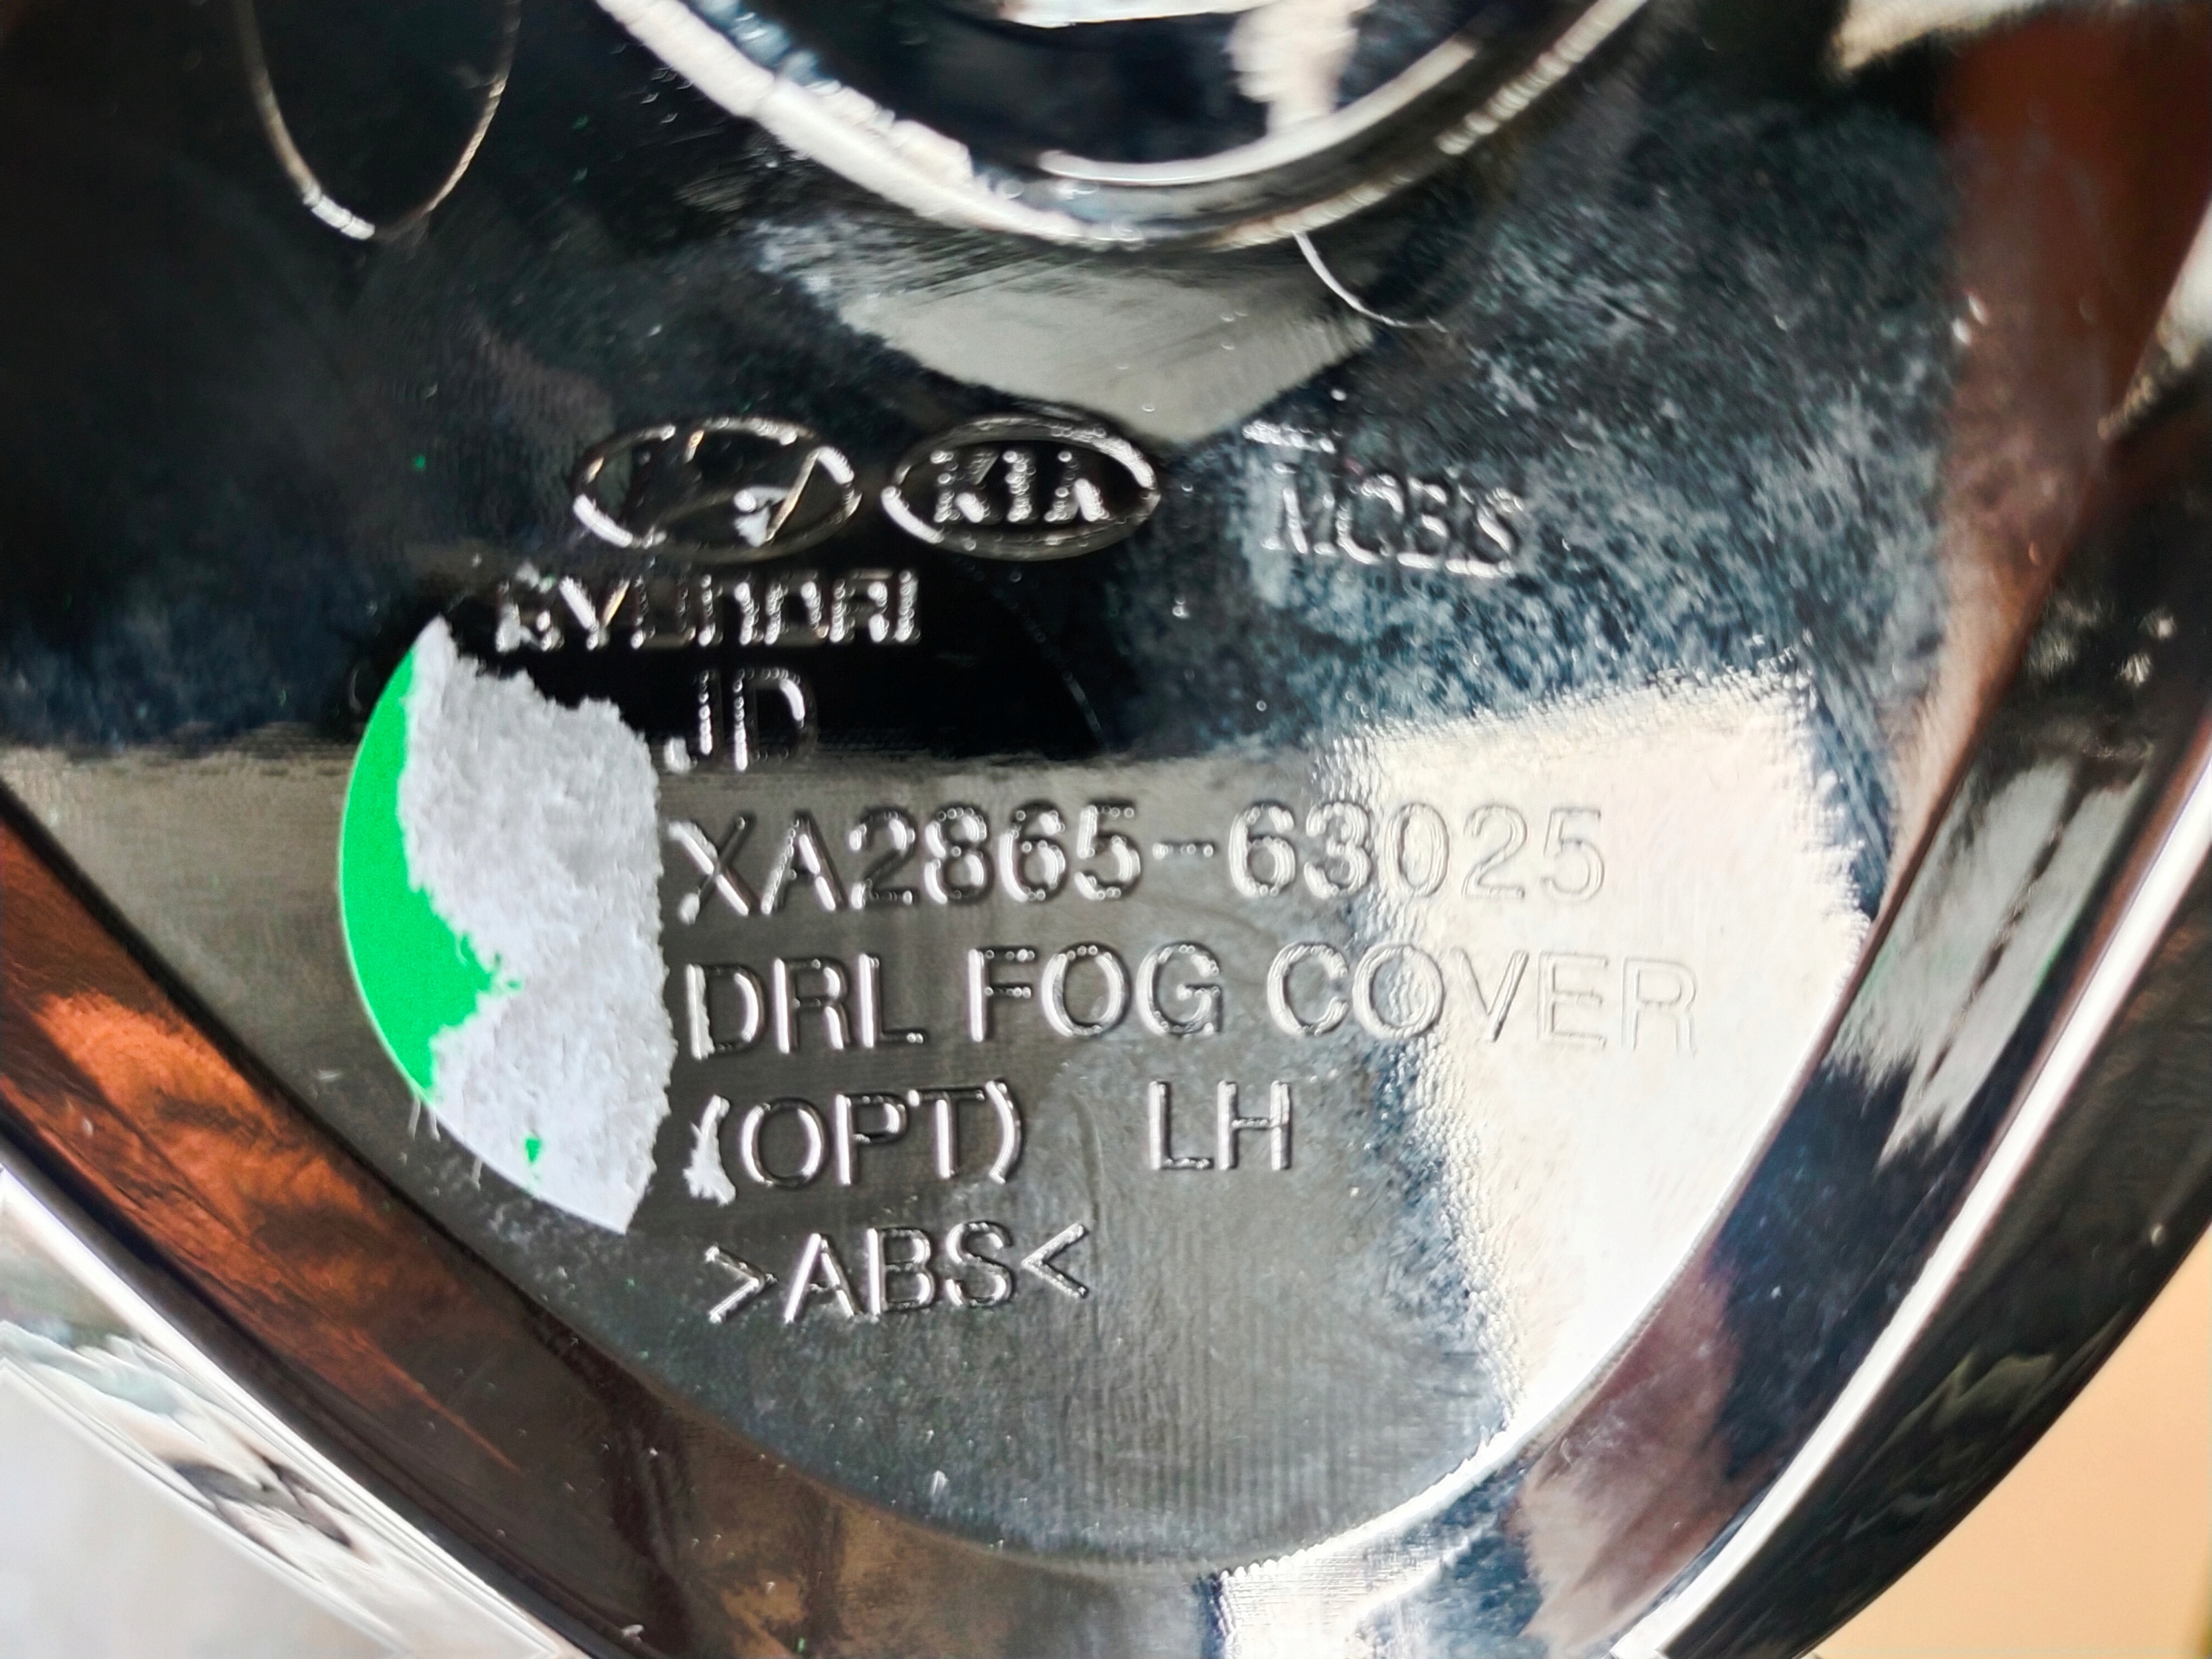 KIA MOBIS
HYUNDAI
JD
XA2865-63025
DRL FOG COVER
(OPT) LH
>ABS<